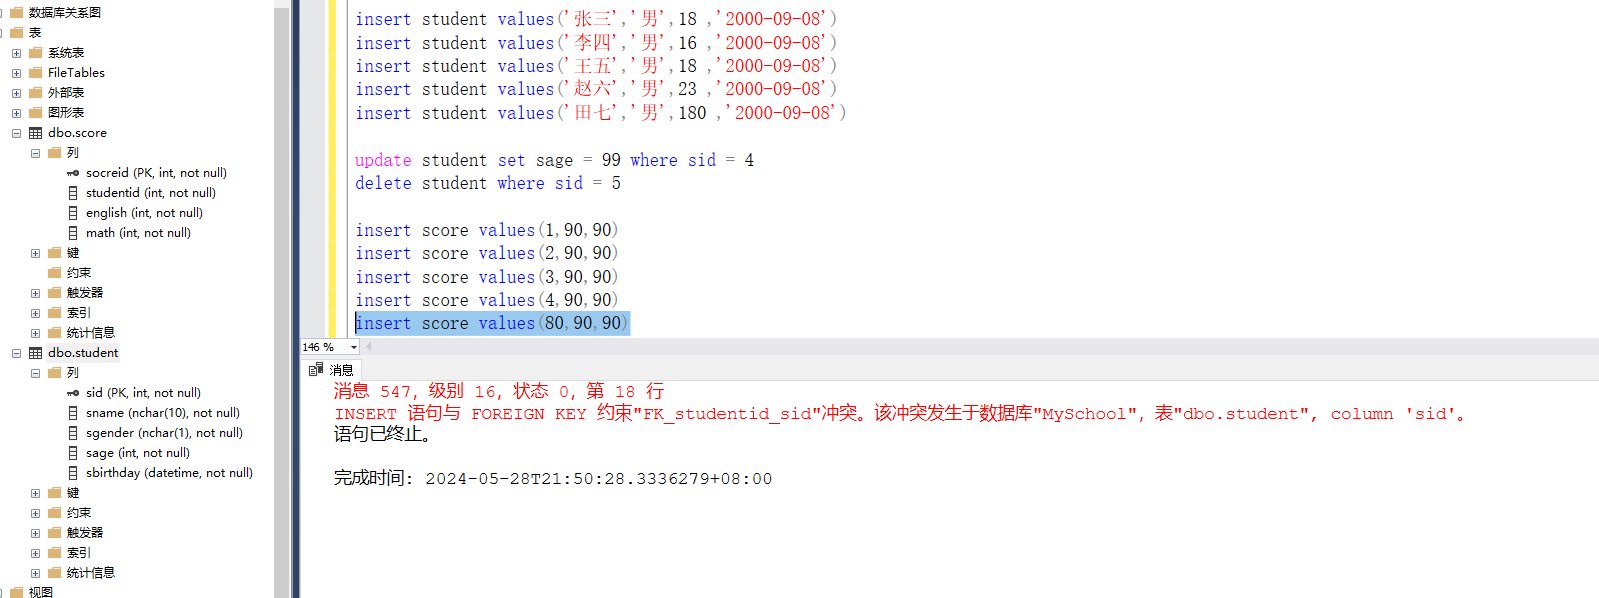 数据库关系图
表
系统表
FileTables
外部表
图形表
dbo.score
列
socreid (PK, int, not null)
studentid (int, not null)
english (int, not null)
math (int, not null)
键
约束
触发器
索引
统计信息
dbo.student
列
sid (PK, int, not null)
sname (nchar(10), not null)
sgender (nchar(1), not null)
sage (int, not null)
sbirthday (datetime, not null)
键
约束
触发器
索引
统计信息
视图
insert student values('张三','男',18 ,'2000-09-08')
insert student values('李四','男',16 ,'2000-09-08')
insert student values('王五','男',18 ,'2000-09-08')
insert student values('赵六','男',23 ,'2000-09-08')
insert student values('田七','男',180 ,'2000-09-08')
update student set sage = 99 where sid = 4
delete student where sid = 5
insert score values(1,90,90)
insert score values(2,90,90)
insert score values(3,90,90)
insert score values(4,90,90)
insert score values(80,90,90)
146 %
消息
消息 547, 级别 16, 状态 0, 第 18 行
INSERT 语句与 FOREIGN KEY 约束"FK_studentid_sid"冲突。该冲突发生于数据库"MySchool", 表"dbo.student", column 'sid'。
语句已终止。
完成时间: 2024-05-28T21:50:28.3336279+08:00